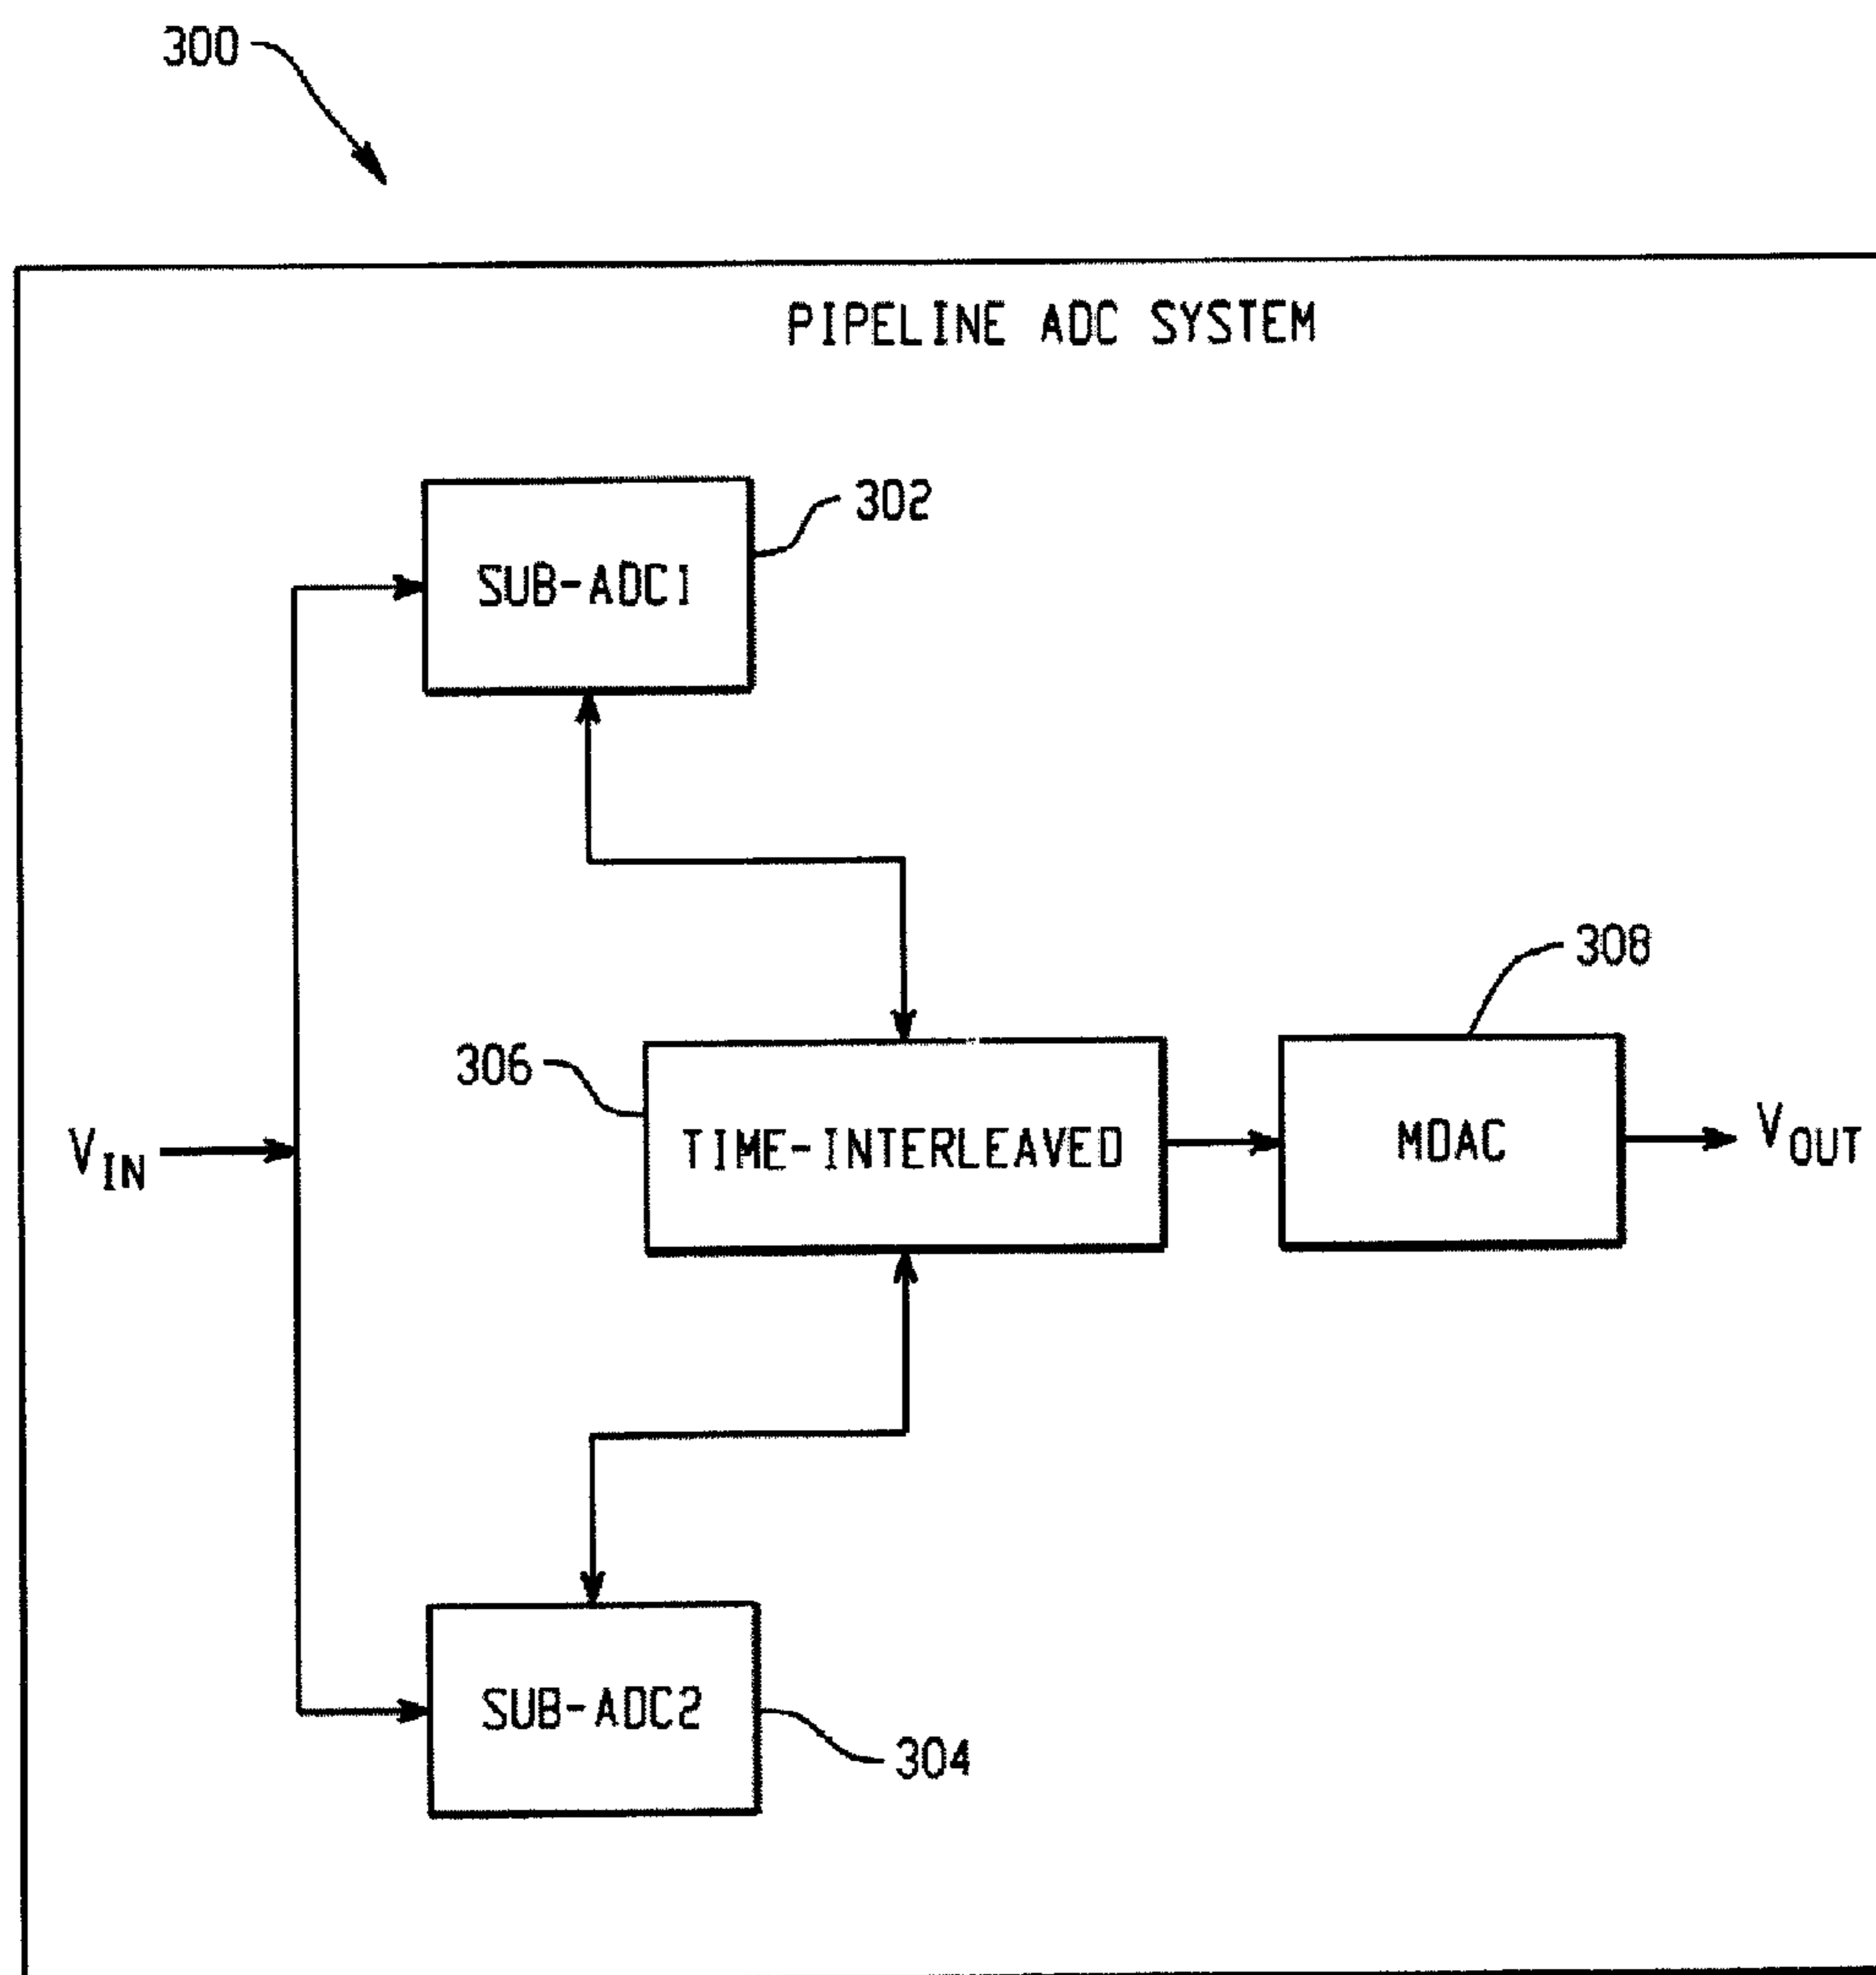 300
PIPELINE ADC SYSTEM
302
SUB-ADC1
308
306
TIME-INTERLEAVED
MDAC
VIN
VOUT
SUB-ADC2
304